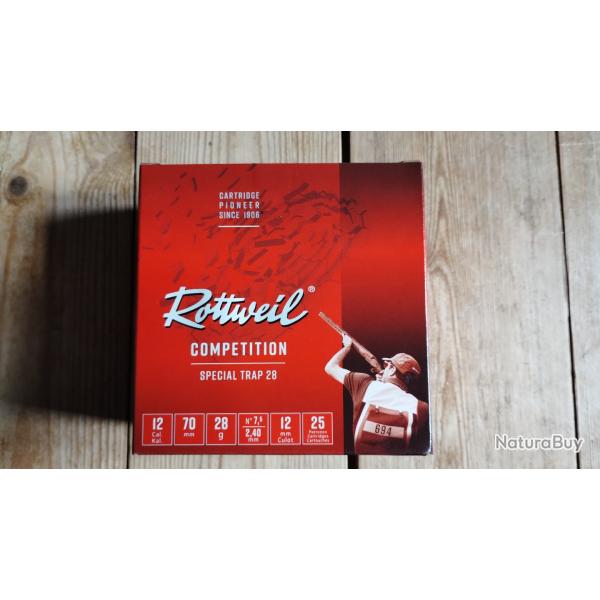 CARTRIDGE
PIONEER
SINCE 1906
Rottweil®
COMPETITION
SPECIAL TRAP 28
12 Cal. Kal.
70 mm
28 g
N° 7,5 2,40 mm
12 mm Culot
25 Patronen Cartridges Cartouches
694
NaturaBuy